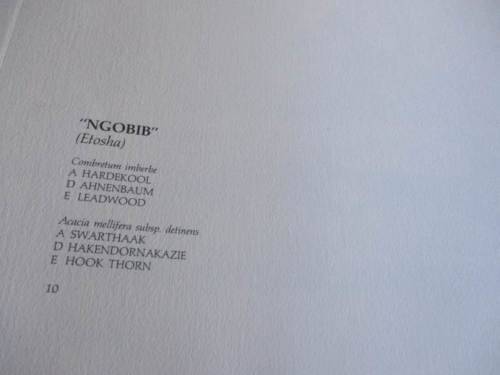 "NGOBIB"
(Etosha)
Combretum imberbe
A HARDEKOOL
D AHNENBAUM
E LEADWOOD
Acacia mellifera subsp. detinens
A SWARTHAAK
D HAKENDORNAKAZIE
E HOOK THORN
10